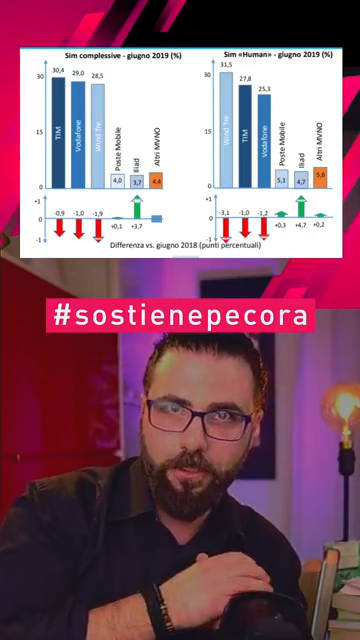 Sim complessive - giugno 2019 (%)
30
15
0
30,4
29,0
28,5
4,0
3,7
4,4
TIM
Vodafone
Wind Tre
Poste Mobile
Iliad
Altri MVNO
+1
0
-1
-0,9
-1,0
-1,9
+0,1
+3,7
Sim «Human» - giugno 2019 (%)
30
15
0
31,5
27,8
25,3
5,1
4,7
5,6
Wind Tre
TIM
Vodafone
Poste Mobile
Iliad
Altri MVNO
+1
0
-1
-3,1
-1,0
-1,2
+0,3
+4,7
+0,2
Differenza vs. giugno 2018 (punti percentuali)
#sostienepecora